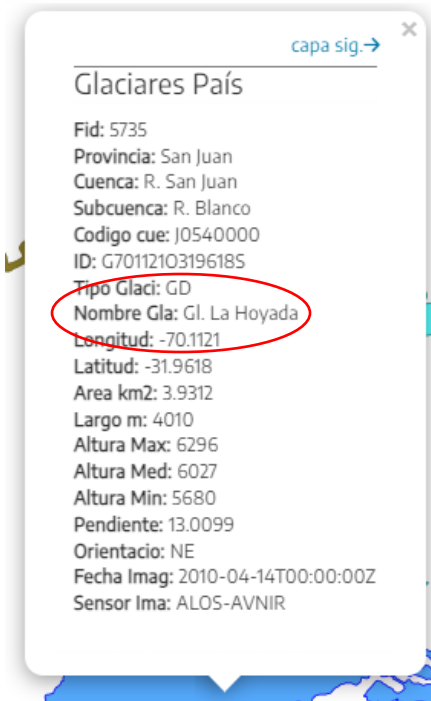 capa sig.→
Glaciares País
Fid: 5735
Provincia: San Juan
Cuenca: R. San Juan
Subcuenca: R. Blanco
Codigo cue: J0540000
ID: G701121O319618S
Tipo Glaci: GD
Nombre Gla: Gl. La Hoyada
Longitud: -70.1121
Latitud: -31.9618
Area km2: 3.9312
Largo m: 4010
Altura Max: 6296
Altura Med: 6027
Altura Min: 5680
Pendiente: 13.0099
Orientacio: NE
Fecha Imag: 2010-04-14T00:00:00Z
Sensor Ima: ALOS-AVNIR